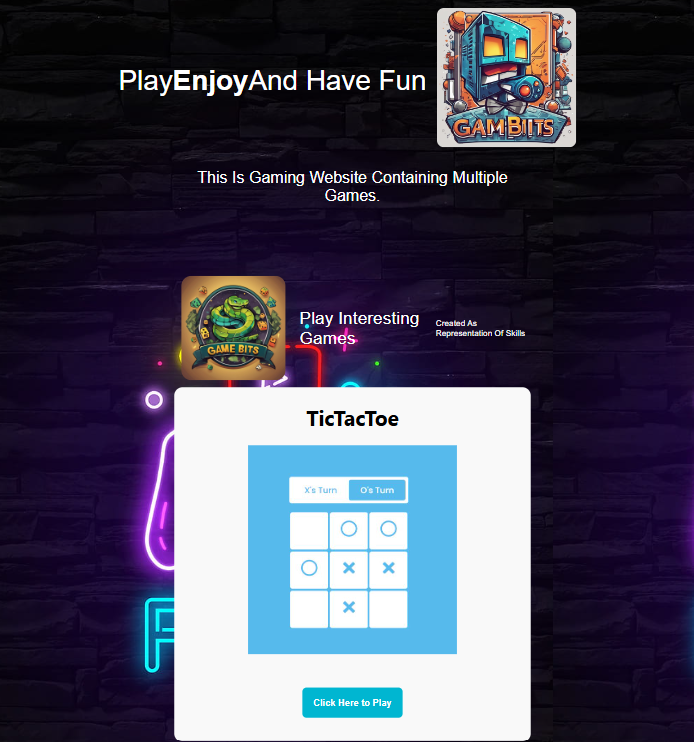 PlayEnjoyAnd Have Fun
GAMBIITS
This Is Gaming Website Containing Multiple
Games.
GAME BITS
Play Interesting
Games
Created As
Representation Of Skills
TicTacToe
X's Turn O's Turn
Click Here to Play